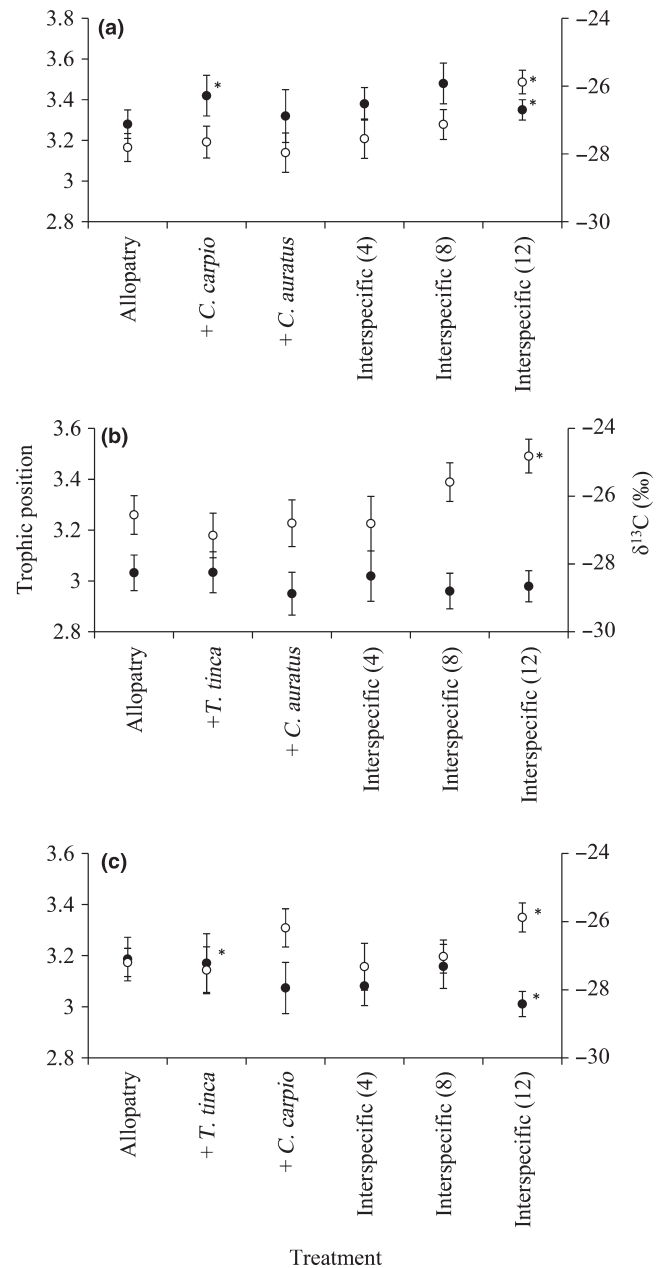 (a)
3.8
3.6
3.4
3.2
3
2.8
−24
−26
−28
−30
*
*
*
Allopatry
+ C. carpio
+ C. auratus
Interspecific (4)
Interspecific (8)
Interspecific (12)
Trophic position
δ13C (‰)
(b)
3.6
3.4
3.2
3
2.8
−24
−26
−28
−30
*
Allopatry
+ T. tinca
+ C. auratus
Interspecific (4)
Interspecific (8)
Interspecific (12)
(c)
3.6
3.4
3.2
3
2.8
−24
−26
−28
−30
*
*
*
Allopatry
+ T. tinca
+ C. carpio
Interspecific (4)
Interspecific (8)
Interspecific (12)
Treatment